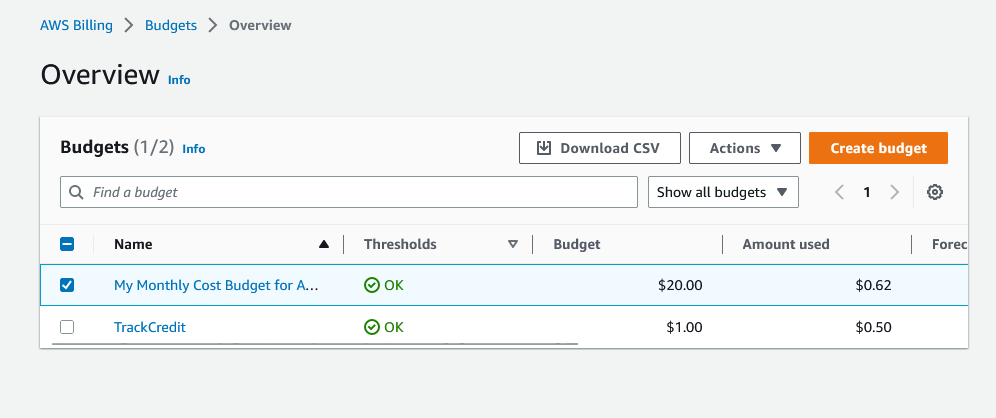 AWS Billing > Budgets > Overview
Overview Info
Budgets (1/2) Info Download CSV Actions Create budget
Find a budget Show all budgets 1
Name Thresholds Budget Amount used Forec
My Monthly Cost Budget for A... OK $20.00 $0.62
TrackCredit OK $1.00 $0.50